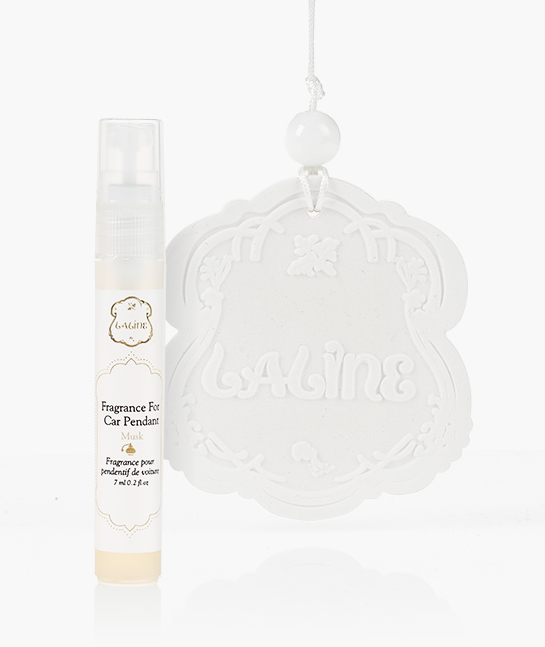 LALINE
Fragrance For
Car Pendant
Musk
Fragrance pour
pendentif de voiture
7 ml 0.2 fl oz
LALINE